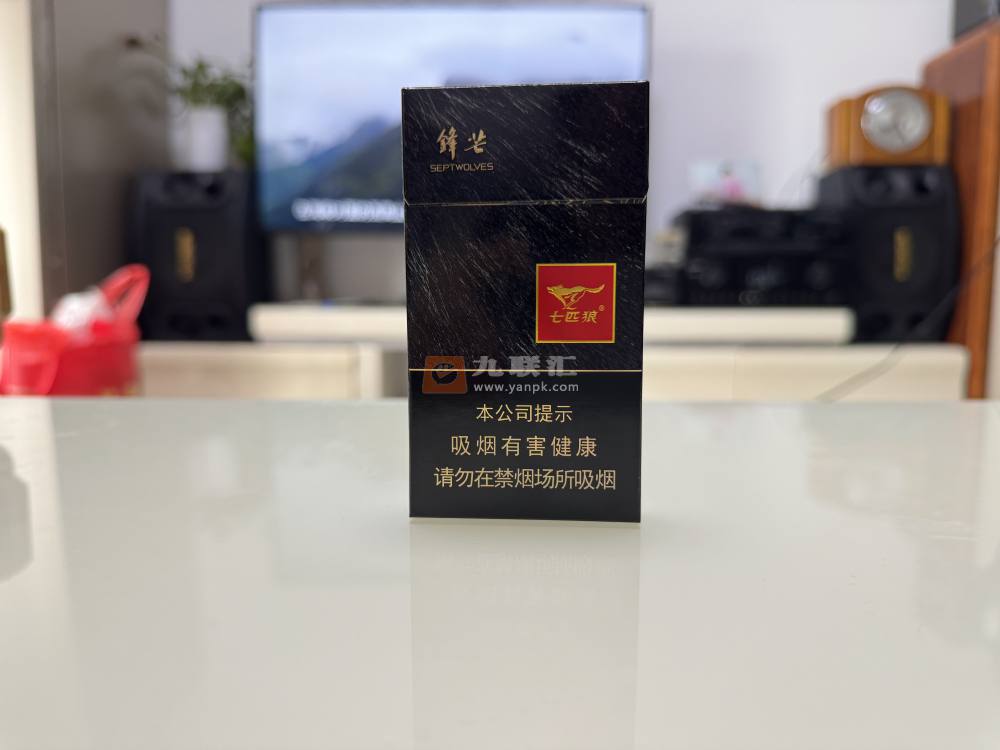 鋒芒
SEPTWOLVES
七匹狼®
九联汇
www.yanpk.com
本公司提示
吸烟有害健康
请勿在禁烟场所吸烟